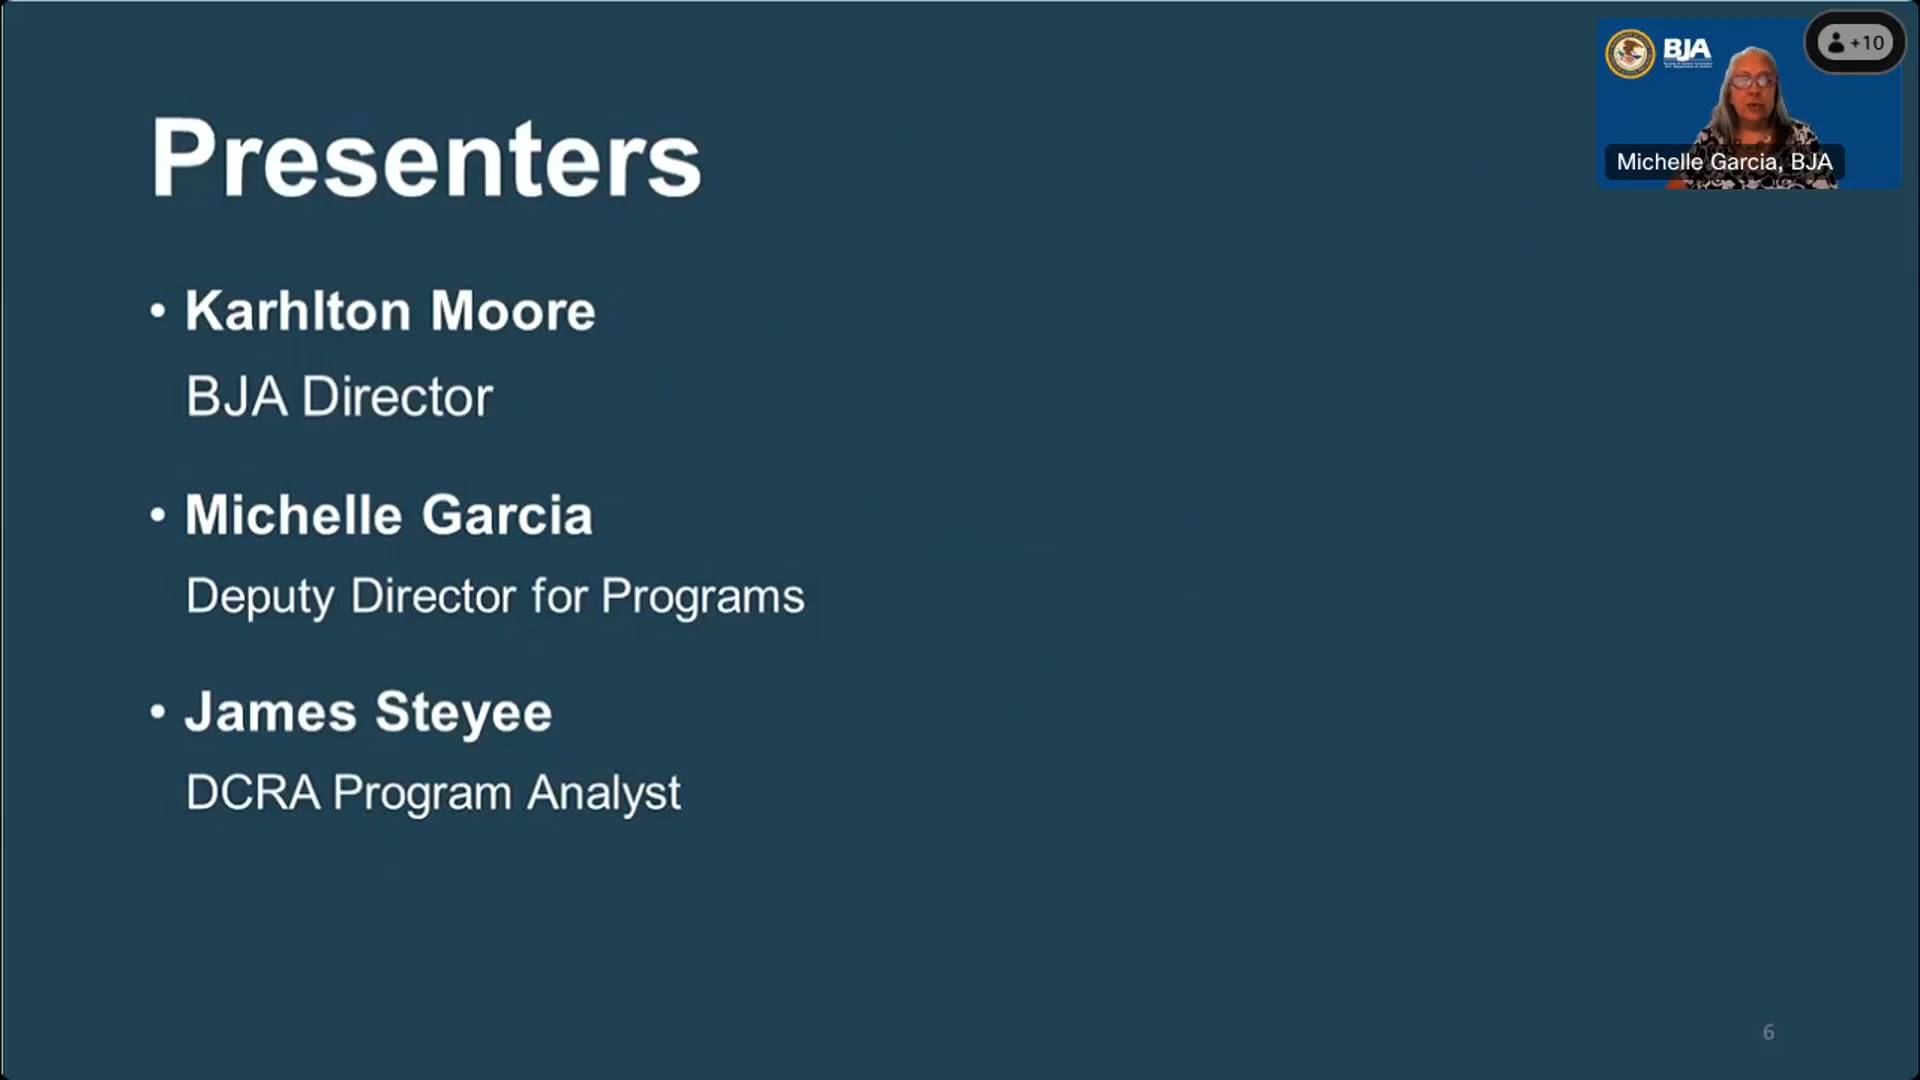 Presenters
• Karhlton Moore
BJA Director
• Michelle Garcia
Deputy Director for Programs
• James Steyee
DCRA Program Analyst
BJA
+10
Michelle Garcia, BJA
6